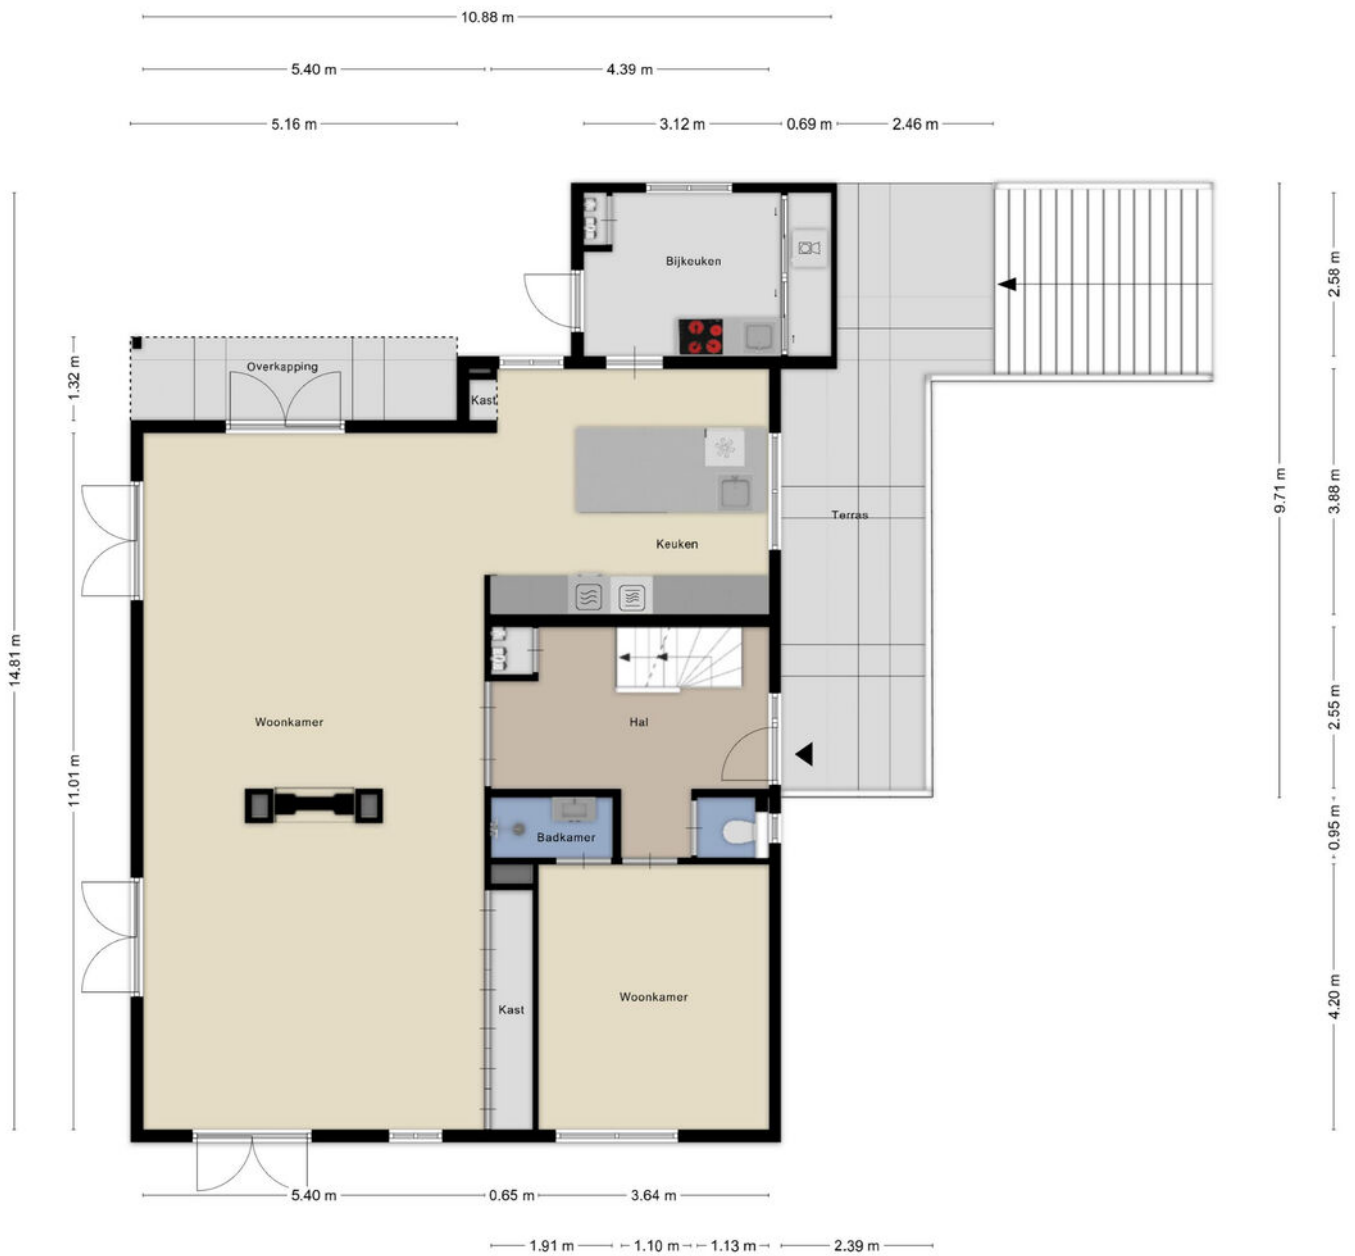 10.88 m
5.40 m
4.39 m
5.16 m
3.12 m
0.69 m
2.46 m
Bijkeuken
2.58 m
Overkapping
1.32 m
Kast
9.71 m
3.88 m
Terras
Keuken
14.81 m
2.55 m
Woonkamer
Hal
11.01 m
0.95 m
Badkamer
4.20 m
Woonkamer
Kast
5.40 m
0.65 m
3.64 m
1.91 m
1.10 m
1.13 m
2.39 m